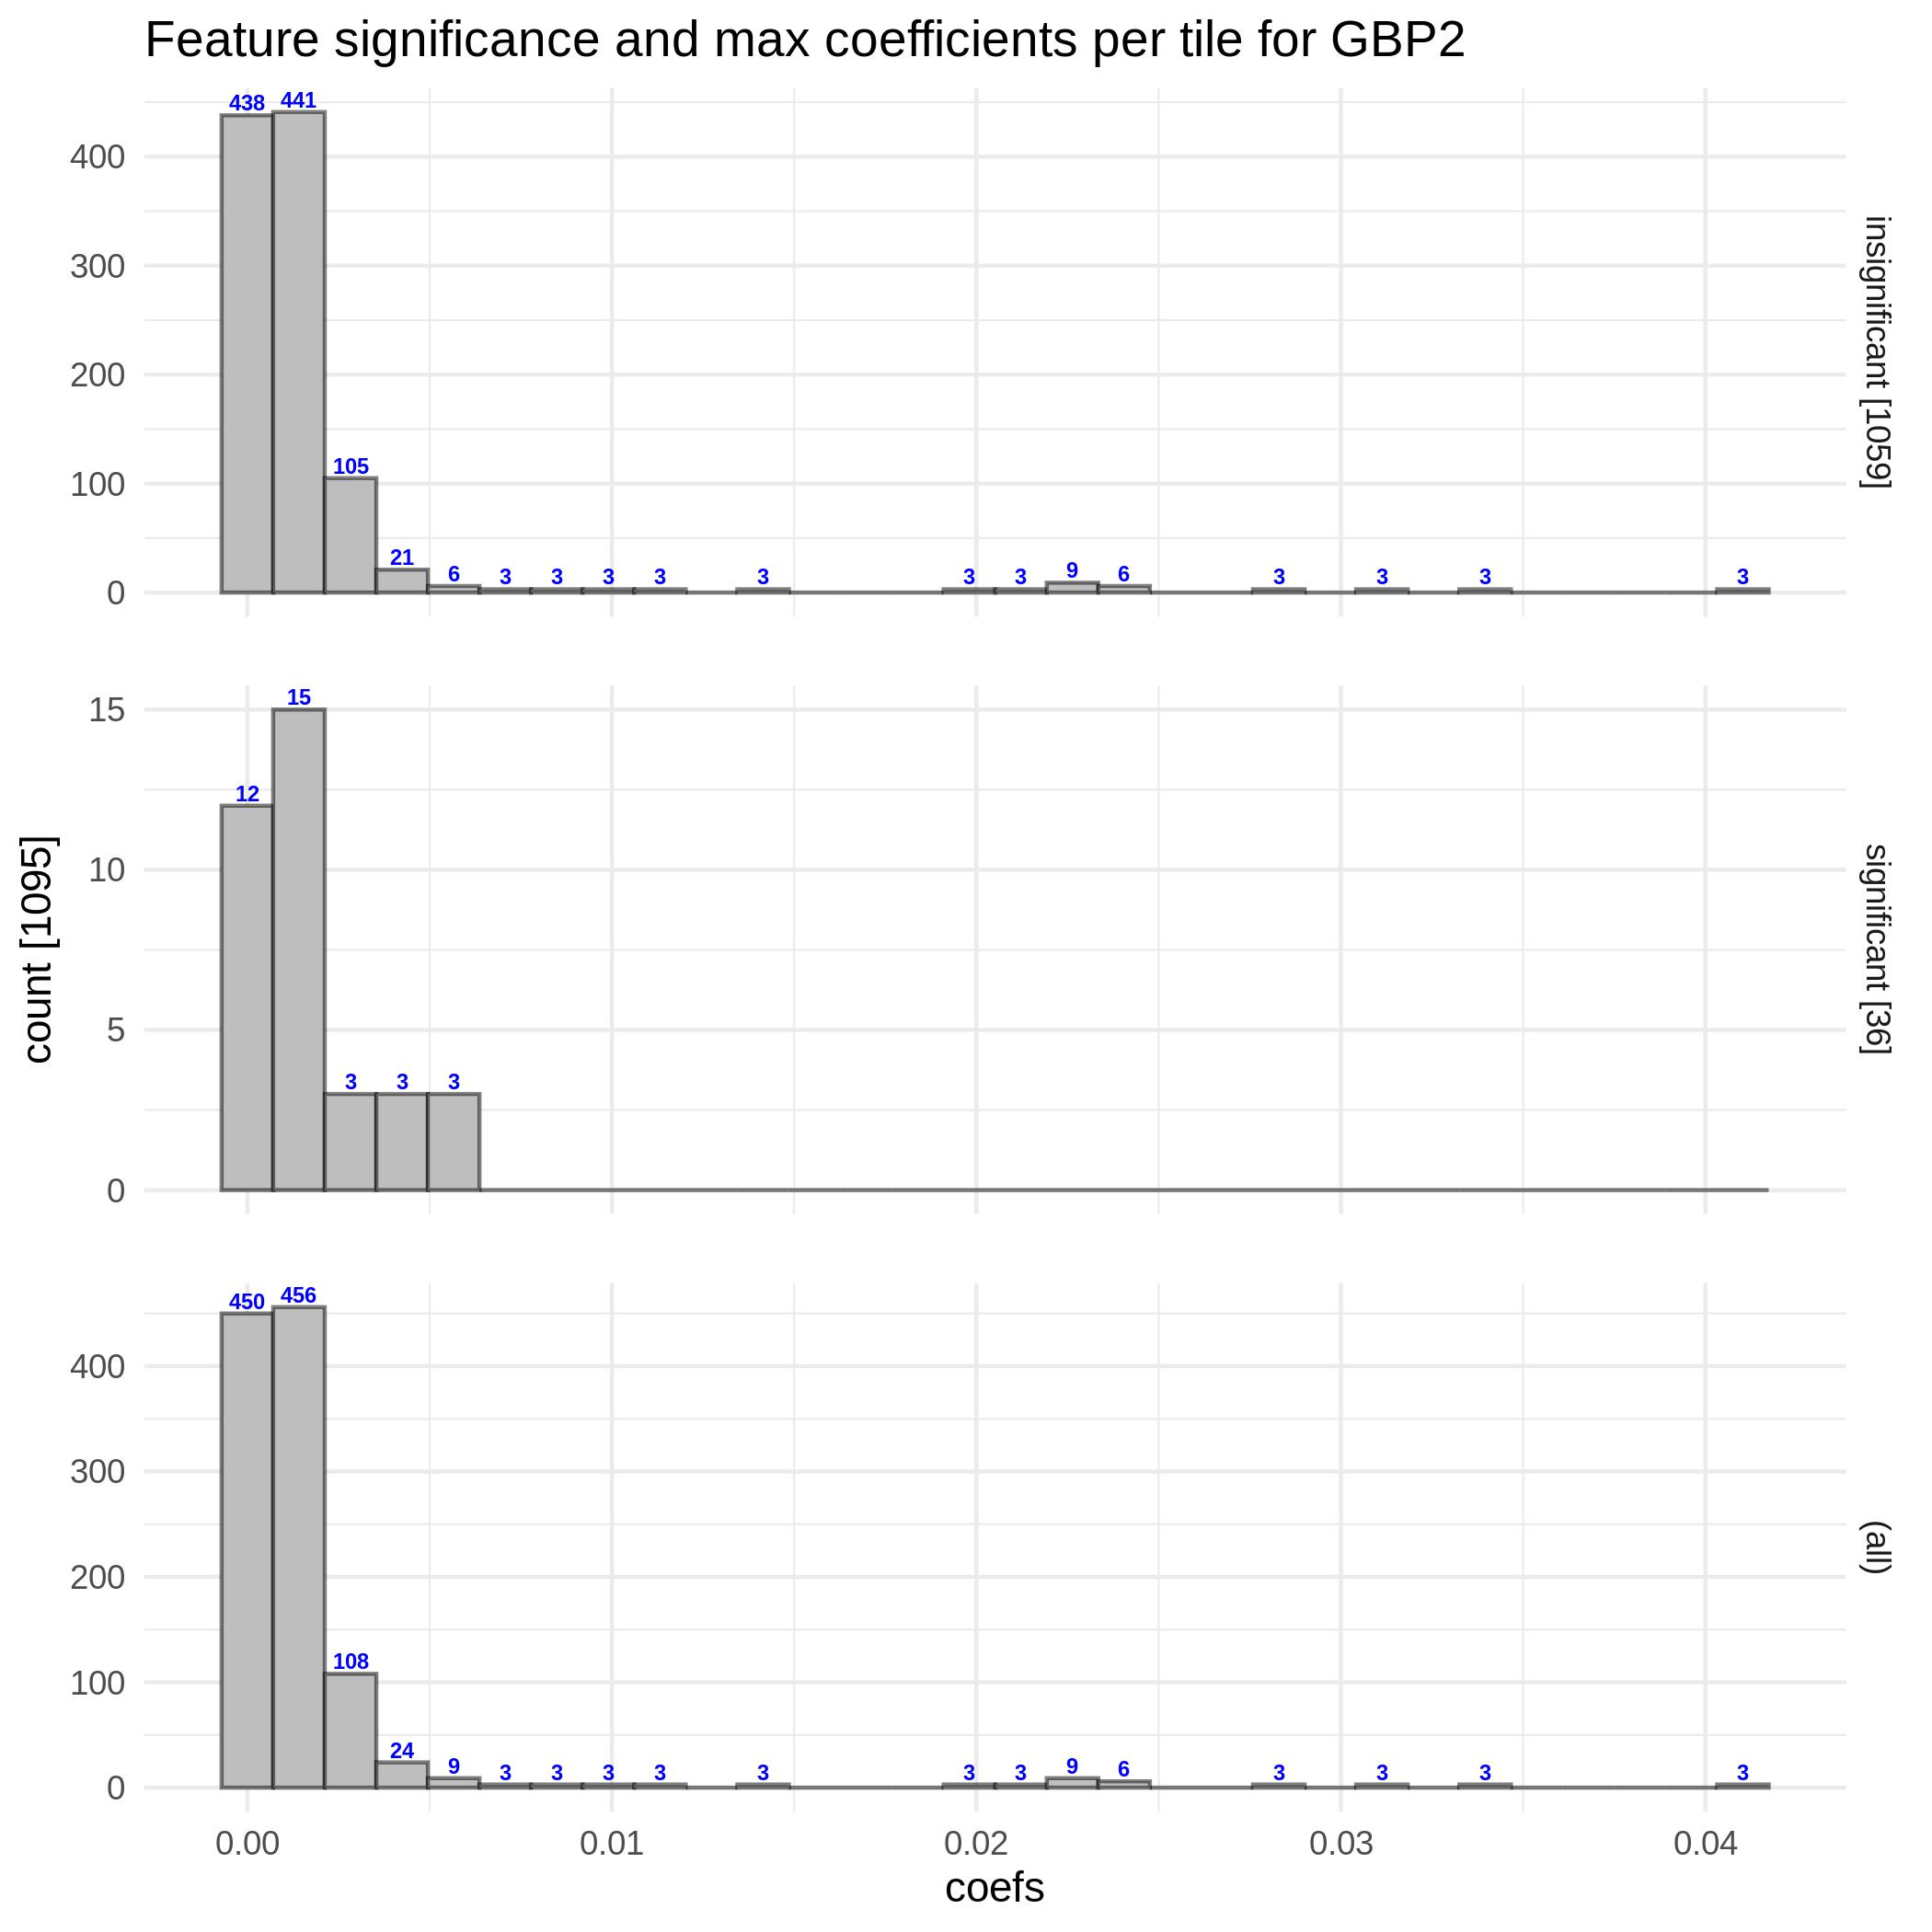 Feature significance and max coefficients per tile for GBP2
438 441 105 21 6 3 3 3 3 3 3 3 9 6 3 3 3 3
400
300
200
100
0
insignificant [1059]
12 15 3 3 3
15
10
5
0
significant [36]
count [1095]
450 456 108 24 9 3 3 3 3 3 3 3 9 6 3 3 3 3
400
300
200
100
0
(all)
0.00 0.01 0.02 0.03 0.04
coefs